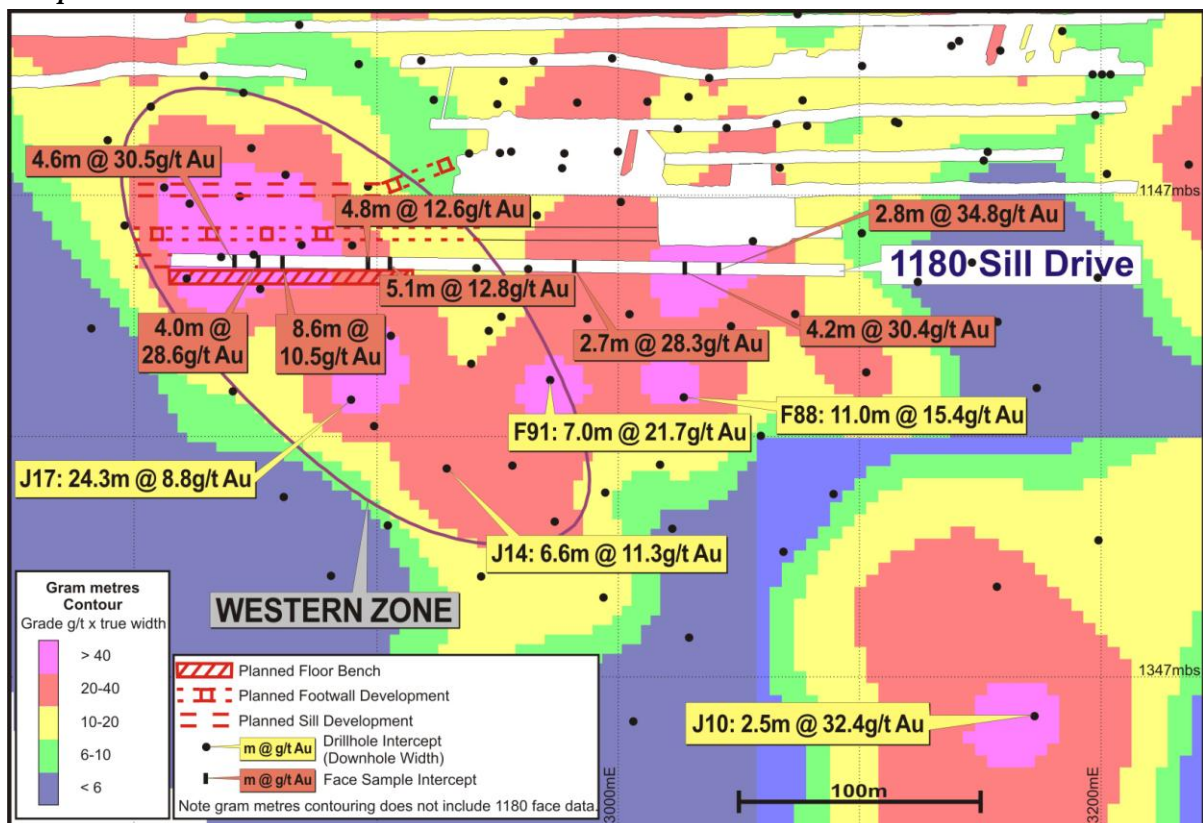 4.6m @ 30.5g/t Au
4.8m @ 12.6g/t Au
2.8m @ 34.8g/t Au
1147mbs
1180 Sill Drive
5.1m @ 12.8g/t Au
4.0m @
28.6g/t Au
8.6m @
10.5g/t Au
2.7m @ 28.3g/t Au
4.2m @ 30.4g/t Au
F88: 11.0m @ 15.4g/t Au
F91: 7.0m @ 21.7g/t Au
J17: 24.3m @ 8.8g/t Au
J14: 6.6m @ 11.3g/t Au
WESTERN ZONE
1347mbs
J10: 2.5m @ 32.4g/t Au
3000mE
3200mE
100m
Gram metres
Contour
Grade g/t x true width
> 40
20-40
10-20
6-10
< 6
Planned Floor Bench
Planned Footwall Development
Planned Sill Development
m @ g/t Au
Drillhole Intercept
(Downhole Width)
m @ g/t Au
Face Sample Intercept
Note gram metres contouring does not include 1180 face data.